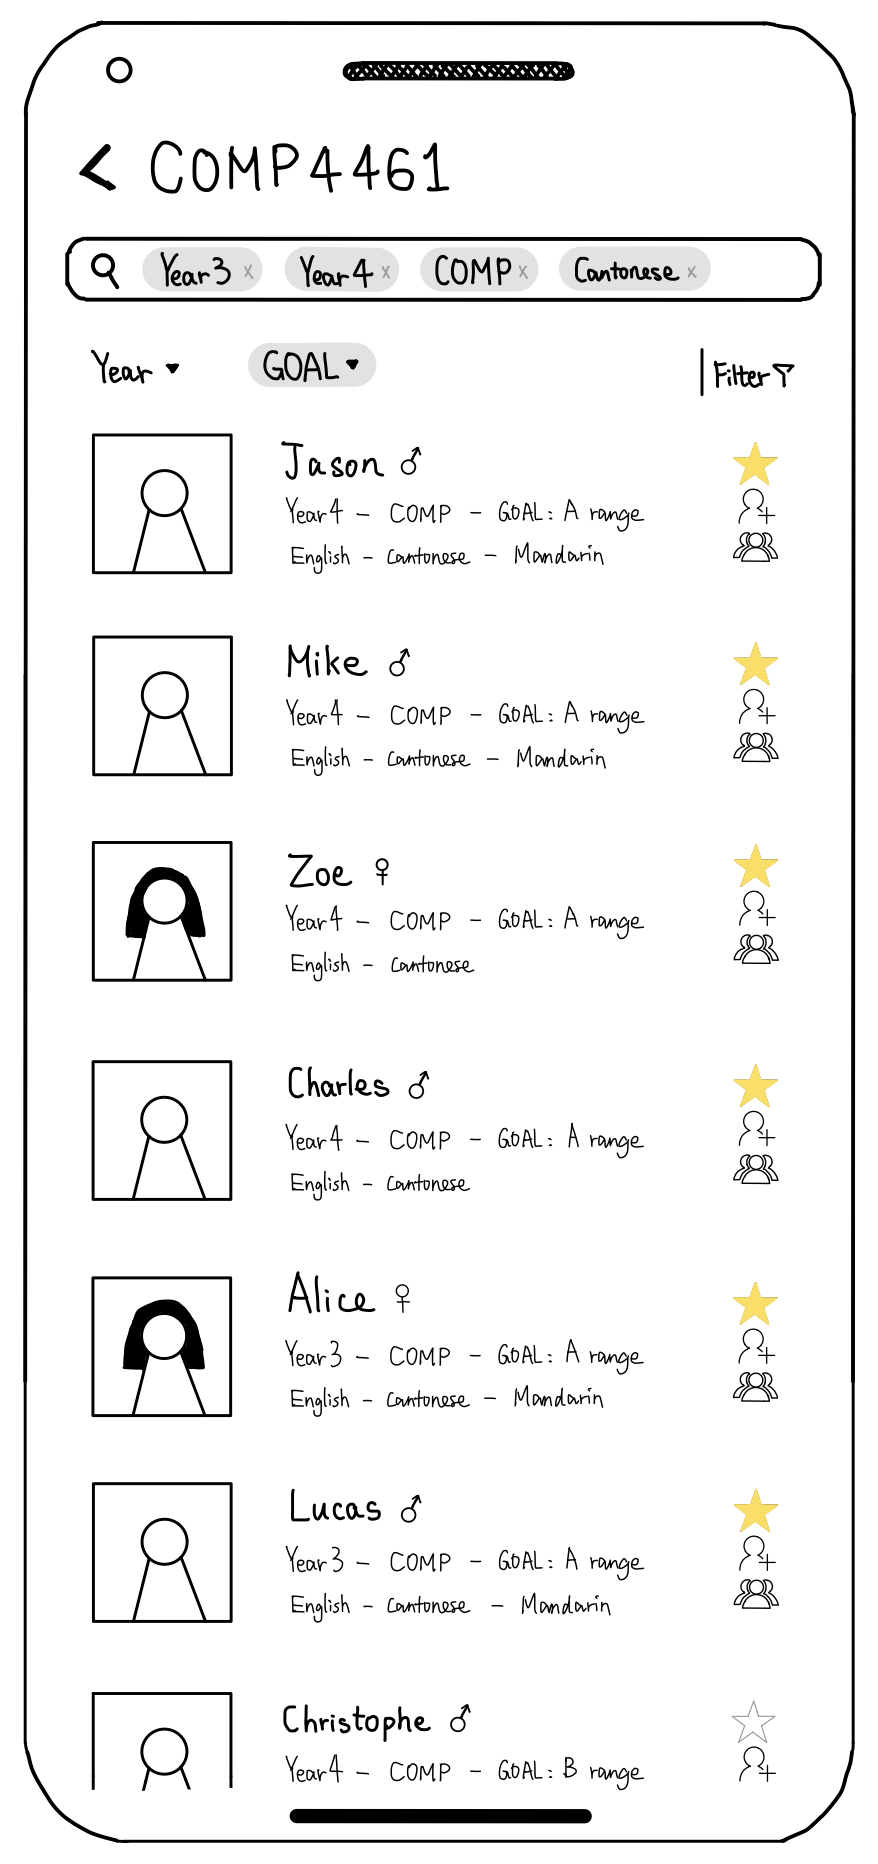 COMP4461
Year3 x Year4 x COMP x Cantonese x
Year GOAL Filter
Jason ♂
Year4 - COMP - GOAL: A range
English - Cantonese - Mandarin
Mike ♂
Year4 - COMP - GOAL: A range
English - Cantonese - Mandarin
Zoe ♀
Year4 - COMP - GOAL: A range
English - Cantonese
Charles ♂
Year4 - COMP - GOAL: A range
English - Cantonese
Alice ♀
Year3 - COMP - GOAL: A range
English - Cantonese - Mandarin
Lucas ♂
Year3 - COMP - GOAL: A range
English - Cantonese - Mandarin
Christophe ♂
Year4 - COMP - GOAL: B range